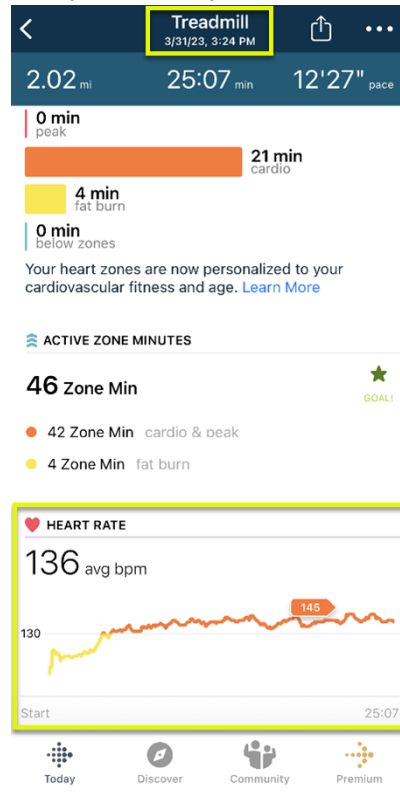 Treadmill
3/31/23, 3:24 PM
2.02 mi 25:07 min 12'27" pace
0 min
peak
21 min
cardio
4 min
fat burn
0 min
below zones
Your heart zones are now personalized to your
cardiovascular fitness and age. Learn More
ACTIVE ZONE MINUTES
46 Zone Min
GOAL!
42 Zone Min cardio & peak
4 Zone Min fat burn
HEART RATE
136 avg bpm
145
130
Start 25:07
Today Discover Community Premium